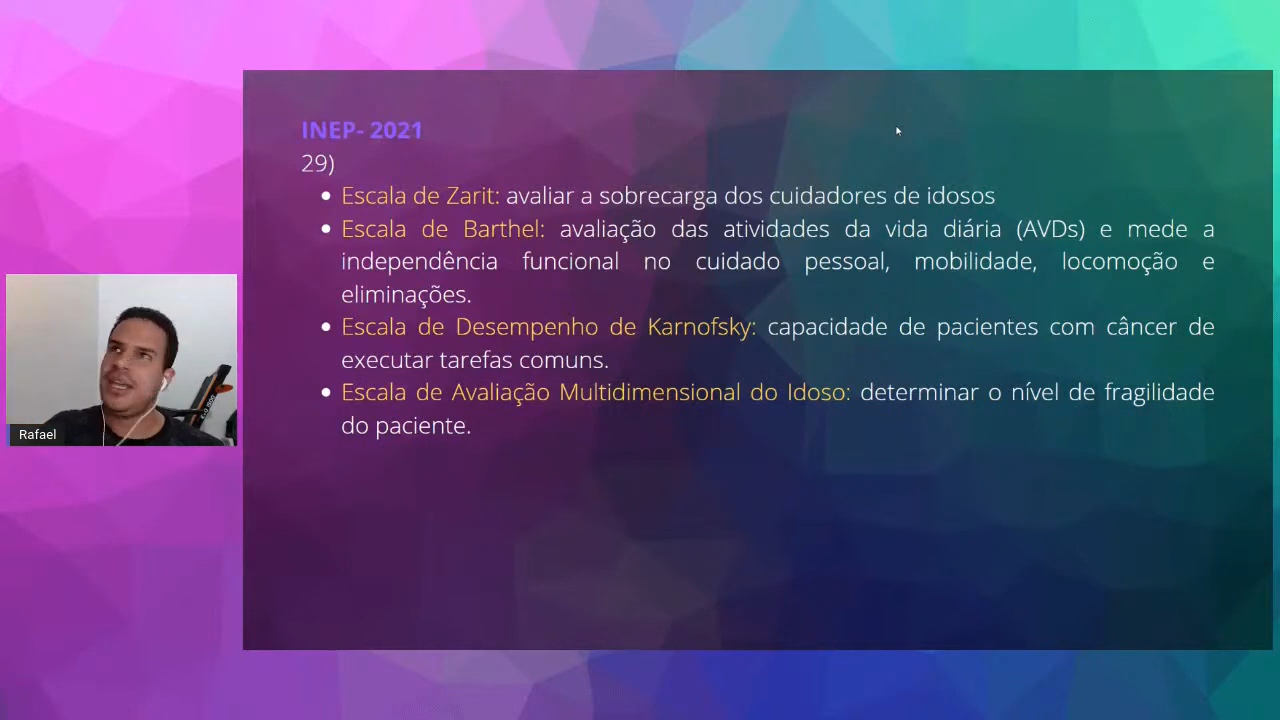 INEP- 2021
29)
• Escala de Zarit: avaliar a sobrecarga dos cuidadores de idosos
• Escala de Barthel: avaliação das atividades da vida diária (AVDs) e mede a
independência funcional no cuidado pessoal, mobilidade, locomoção e
eliminações.
• Escala de Desempenho de Karnofsky: capacidade de pacientes com câncer de
executar tarefas comuns.
• Escala de Avaliação Multidimensional do Idoso: determinar o nível de fragilidade
do paciente.
Rafael